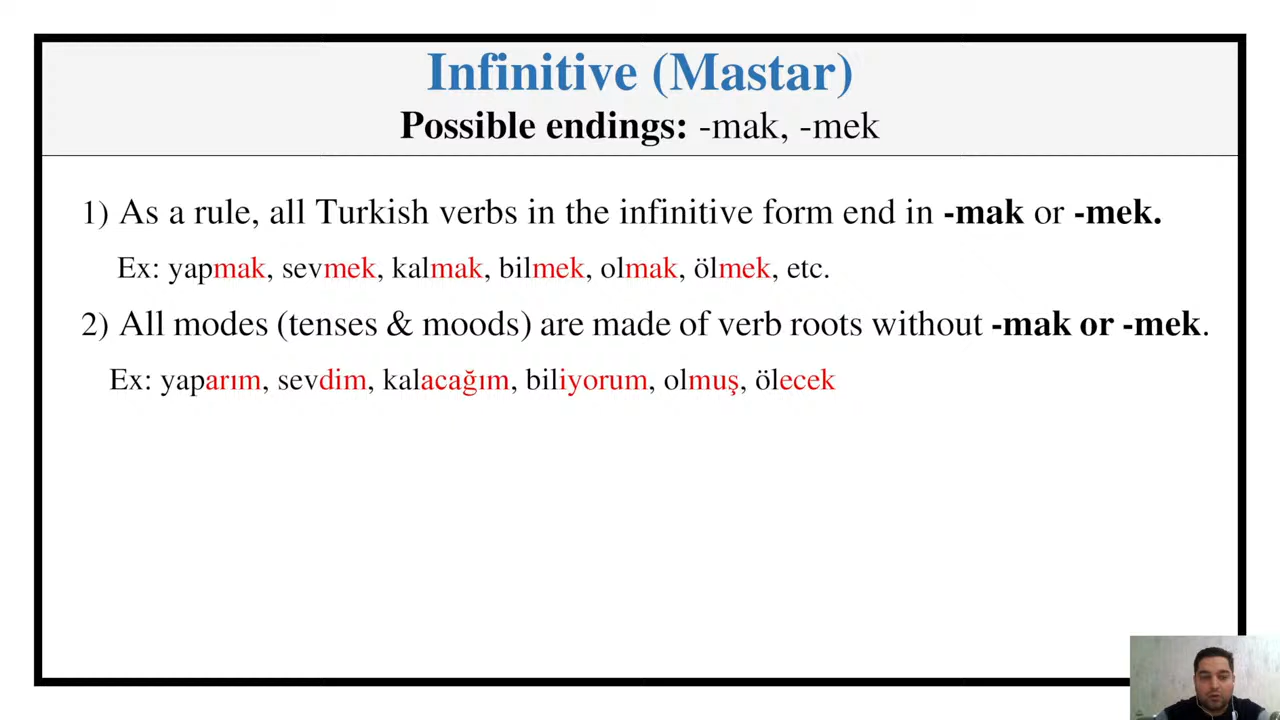 Infinitive (Mastar)
Possible endings: -mak, -mek
1) As a rule, all Turkish verbs in the infinitive form end in -mak or -mek.
Ex: yapmak, sevmek, kalmak, bilmek, olmak, ölmek, etc.
2) All modes (tenses & moods) are made of verb roots without -mak or -mek.
Ex: yaparım, sevdim, kalacağım, biliyorum, olmuş, ölecek